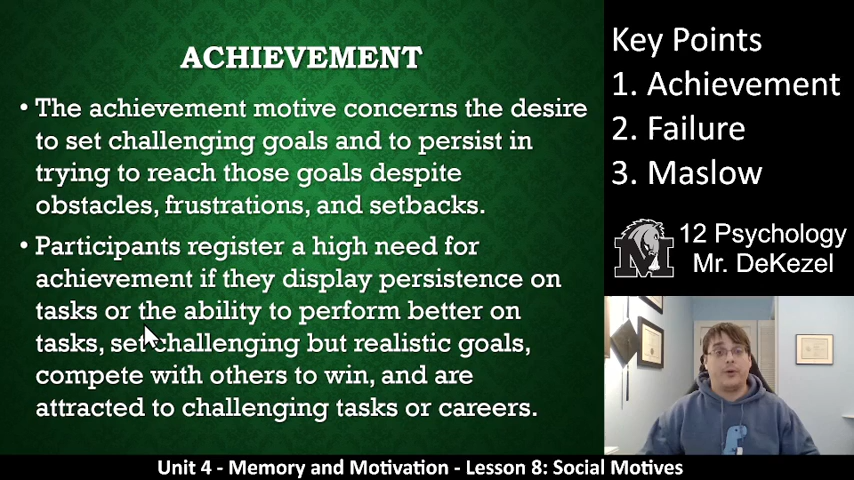 ACHIEVEMENT
• The achievement motive concerns the desire
to set challenging goals and to persist in
trying to reach those goals despite
obstacles, frustrations, and setbacks.
• Participants register a high need for
achievement if they display persistence on
tasks or the ability to perform better on
tasks, set challenging but realistic goals,
compete with others to win, and are
attracted to challenging tasks or careers.
Key Points
1. Achievement
2. Failure
3. Maslow
M
12 Psychology
Mr. DeKezel
Unit 4 - Memory and Motivation - Lesson 8: Social Motives